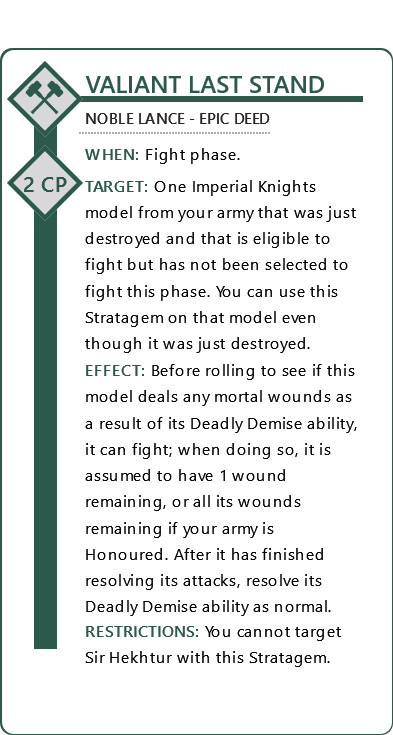 VALIANT LAST STAND
NOBLE LANCE - EPIC DEED
WHEN: Fight phase.
2 CP
TARGET: One Imperial Knights
model from your army that was just
destroyed and that is eligible to
fight but has not been selected to
fight this phase. You can use this
Stratagem on that model even
though it was just destroyed.
EFFECT: Before rolling to see if this
model deals any mortal wounds as
a result of its Deadly Demise ability,
it can fight; when doing so, it is
assumed to have 1 wound
remaining, or all its wounds
remaining if your army is
Honoured. After it has finished
resolving its attacks, resolve its
Deadly Demise ability as normal.
RESTRICTIONS: You cannot target
Sir Hekhtur with this Stratagem.